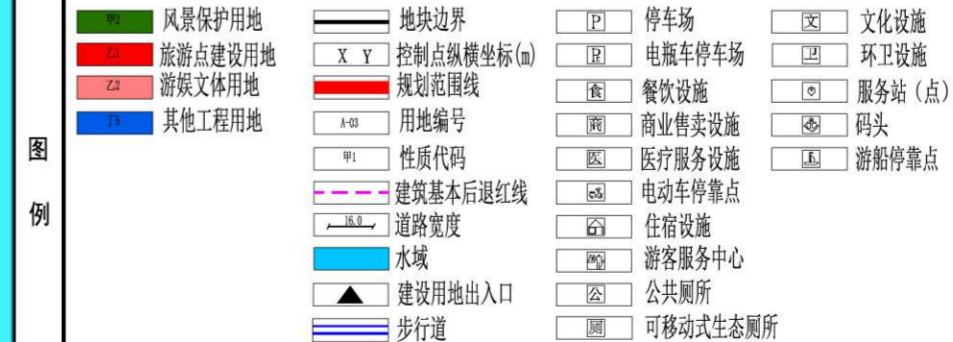 图例
甲2 风景保护用地
乙1 旅游点建设用地
乙2 游娱文体用地
丁5 其他工程用地
地块边界
X Y 控制点纵横坐标(m)
规划范围线
A-03 用地编号
甲1 性质代码
建筑基本后退红线
16.0 道路宽度
水域
建设用地出入口
步行道
P 停车场
电瓶车停车场
食 餐饮设施
商 商业售卖设施
医 医疗服务设施
电动车停靠点
住宿设施
游客服务中心
公 公共厕所
厕 可移动式生态厕所
文 文化设施
卫 环卫设施
服务站(点)
码头
游船停靠点